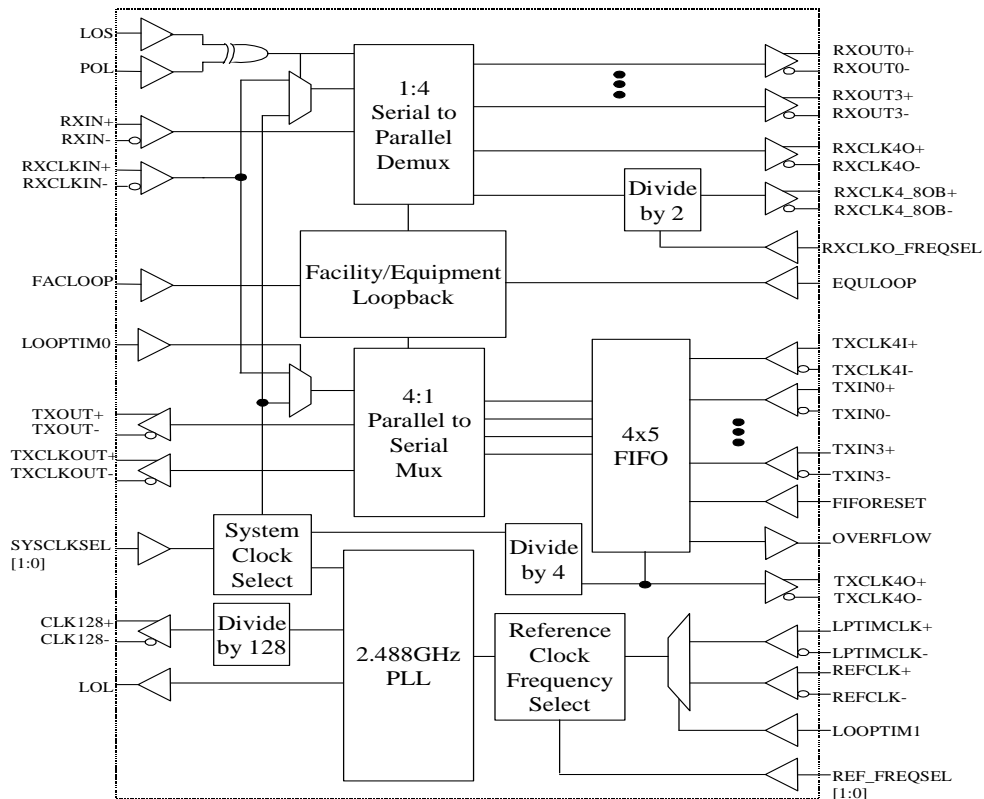 LOS
POL
RXIN+
RXIN-
RXCLKIN+
RXCLKIN-
FACLOOP
LOOPTIM0
TXOUT+
TXOUT-
TXCLKOUT+
TXCLKOUT-
SYSCLKSEL
[1:0]
CLK128+
CLK128-
LOL
1:4
Serial to
Parallel
Demux
Divide
by 2
Facility/Equipment
Loopback
4:1
Parallel to
Serial
Mux
4x5
FIFO
System
Clock
Select
Divide
by 4
Divide
by 128
2.488GHz
PLL
Reference
Clock
Frequency
Select
RXOUT0+
RXOUT0-
RXOUT3+
RXOUT3-
RXCLK4O+
RXCLK4O-
RXCLK4_8OB+
RXCLK4_8OB-
RXCLKO_FREQSEL
EQULOOP
TXCLK4I+
TXCLK4I-
TXIN0+
TXIN0-
TXIN3+
TXIN3-
FIFORESET
OVERFLOW
TXCLK4O+
TXCLK4O-
LPTIMCLK+
LPTIMCLK-
REFCLK+
REFCLK-
LOOPTIM1
REF_FREQSEL
[1:0]